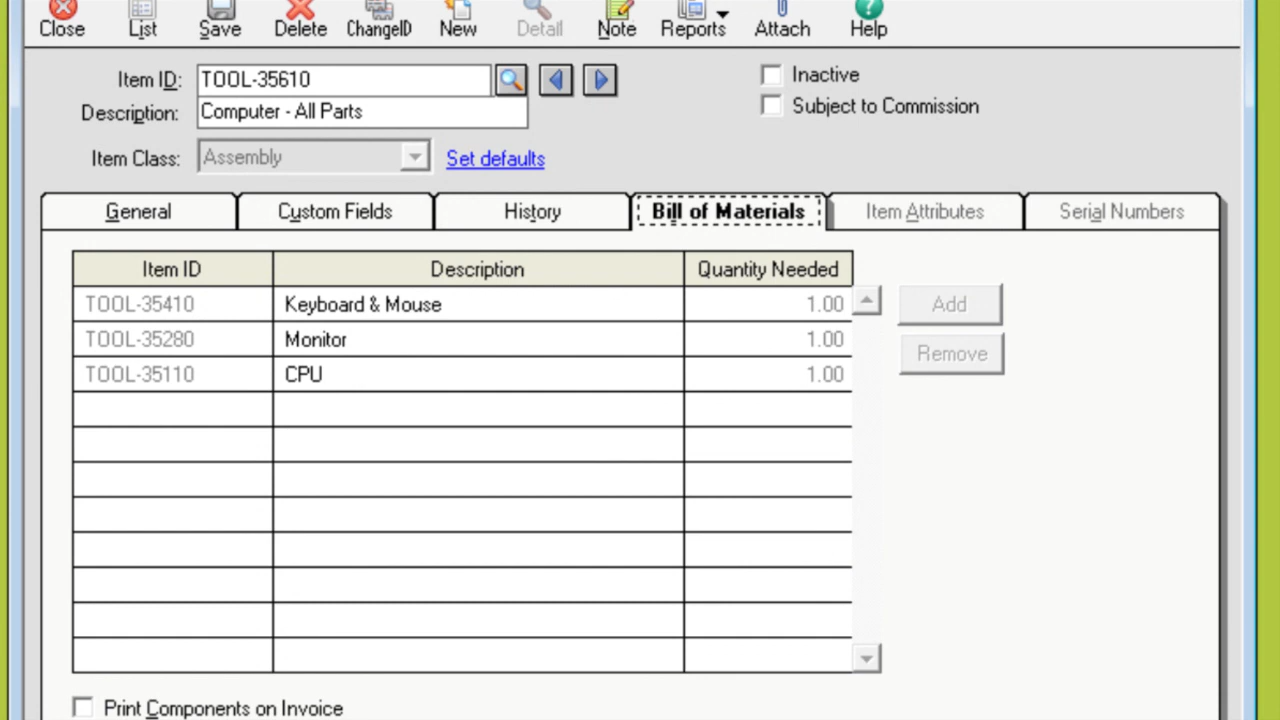 Close List Save Delete ChangeID New Detail Note Reports Attach Help
Item ID: TOOL-35610
Inactive
Description: Computer - All Parts
Subject to Commission
Item Class: Assembly Set defaults
General Custom Fields History Bill of Materials Item Attributes Serial Numbers
Item ID Description Quantity Needed
TOOL-35410 Keyboard & Mouse 1.00 Add
TOOL-35280 Monitor 1.00 Remove
TOOL-35110 CPU 1.00
Print Components on Invoice